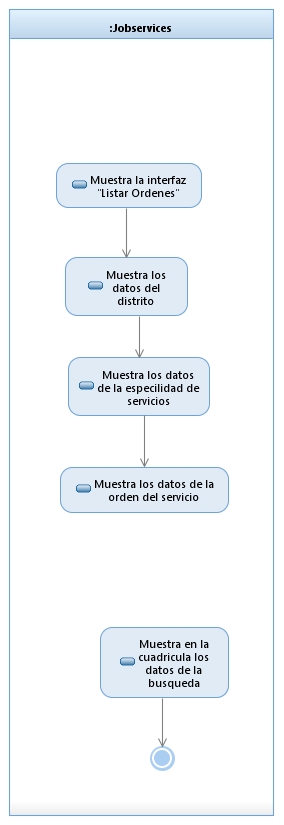 :Jobservices
Muestra la interfaz
"Listar Ordenes"
Muestra los
datos del
distrito
Muestra los datos
de la especilidad de
servicios
Muestra los datos de la
orden del servicio
Muestra en la
cuadricula los
datos de la
busqueda